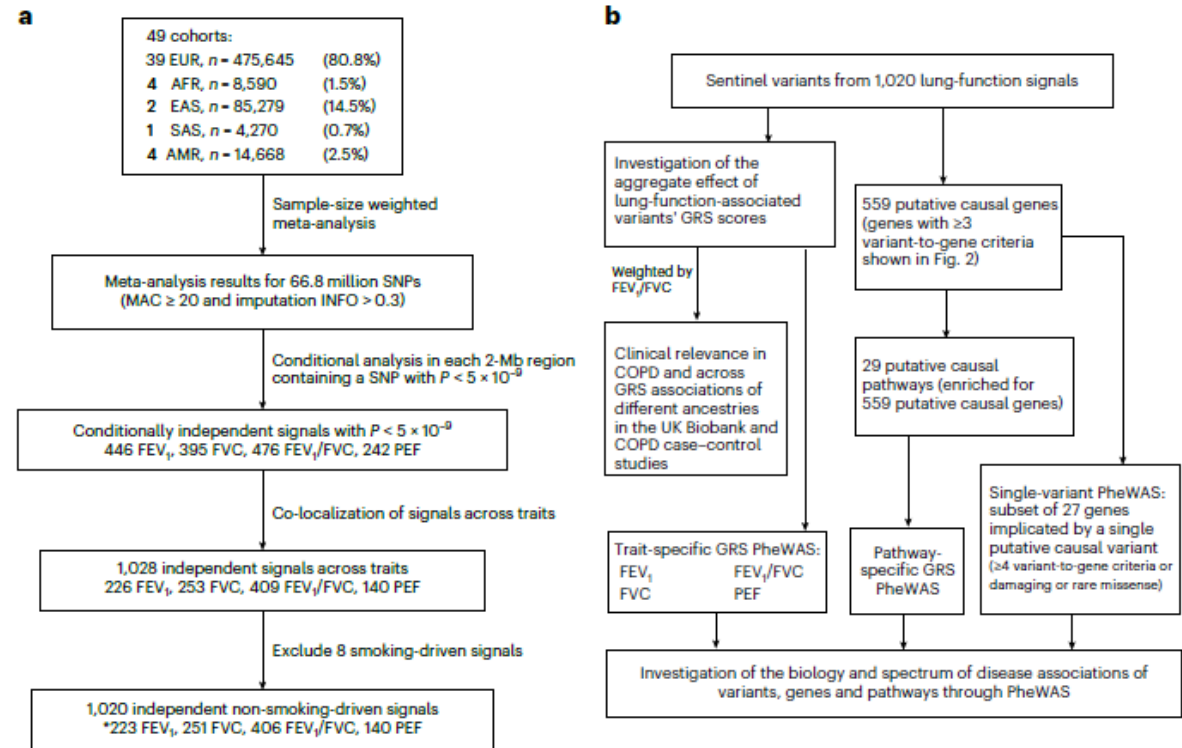 a
49 cohorts:
39 EUR, n = 475,645 (80.8%)
4 AFR, n = 8,590 (1.5%)
2 EAS, n = 85,279 (14.5%)
1 SAS, n = 4,270 (0.7%)
4 AMR, n = 14,668 (2.5%)
Sample-size weighted
meta-analysis
Meta-analysis results for 66.8 million SNPs
(MAC ≥ 20 and imputation INFO > 0.3)
Conditional analysis in each 2-Mb region
containing a SNP with P < 5 × 10⁻⁹
Conditionally independent signals with P < 5 × 10⁻⁹
446 FEV₁, 395 FVC, 476 FEV₁/FVC, 242 PEF
Co-localization of signals across traits
1,028 independent signals across traits
226 FEV₁, 253 FVC, 409 FEV₁/FVC, 140 PEF
Exclude 8 smoking-driven signals
1,020 independent non-smoking-driven signals
*223 FEV₁, 251 FVC, 406 FEV₁/FVC, 140 PEF
b
Sentinel variants from 1,020 lung-function signals
Investigation of the
aggregate effect of
lung-function-associated
variants' GRS scores
Weighted by
FEV₁/FVC
Clinical relevance in
COPD and across
GRS associations of
different ancestries
in the UK Biobank and
COPD case–control
studies
559 putative causal genes
(genes with ≥3
variant-to-gene criteria
shown in Fig. 2)
29 putative causal
pathways (enriched for
559 putative causal genes)
Trait-specific GRS PheWAS:
FEV₁ FEV₁/FVC
FVC PEF
Pathway-
specific GRS
PheWAS
Single-variant PheWAS:
subset of 27 genes
implicated by a single
putative causal variant
(≥4 variant-to-gene criteria or
damaging or rare missense)
Investigation of the biology and spectrum of disease associations of
variants, genes and pathways through PheWAS